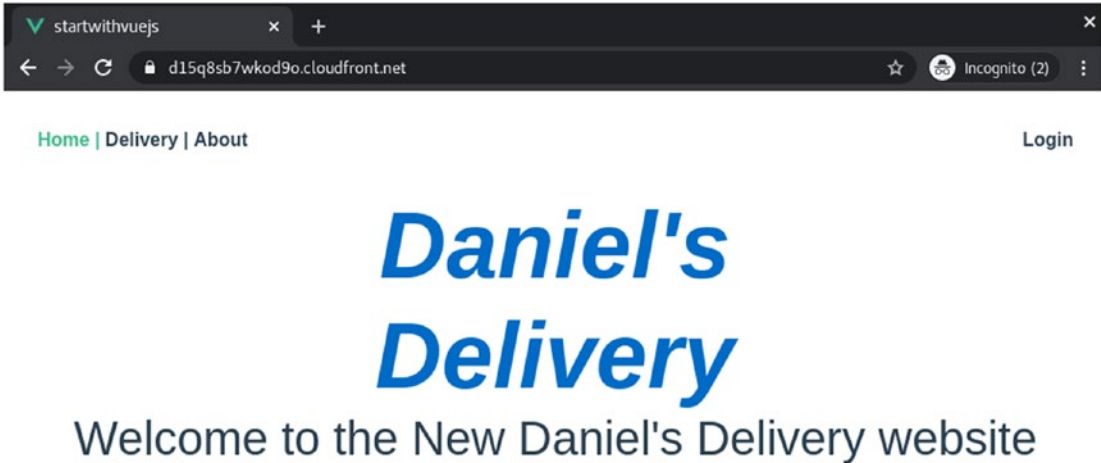 startwithvuejs
d15q8sb7wkod9o.cloudfront.net Incognito (2)
Home | Delivery | About Login
Daniel's
Delivery
Welcome to the New Daniel's Delivery website